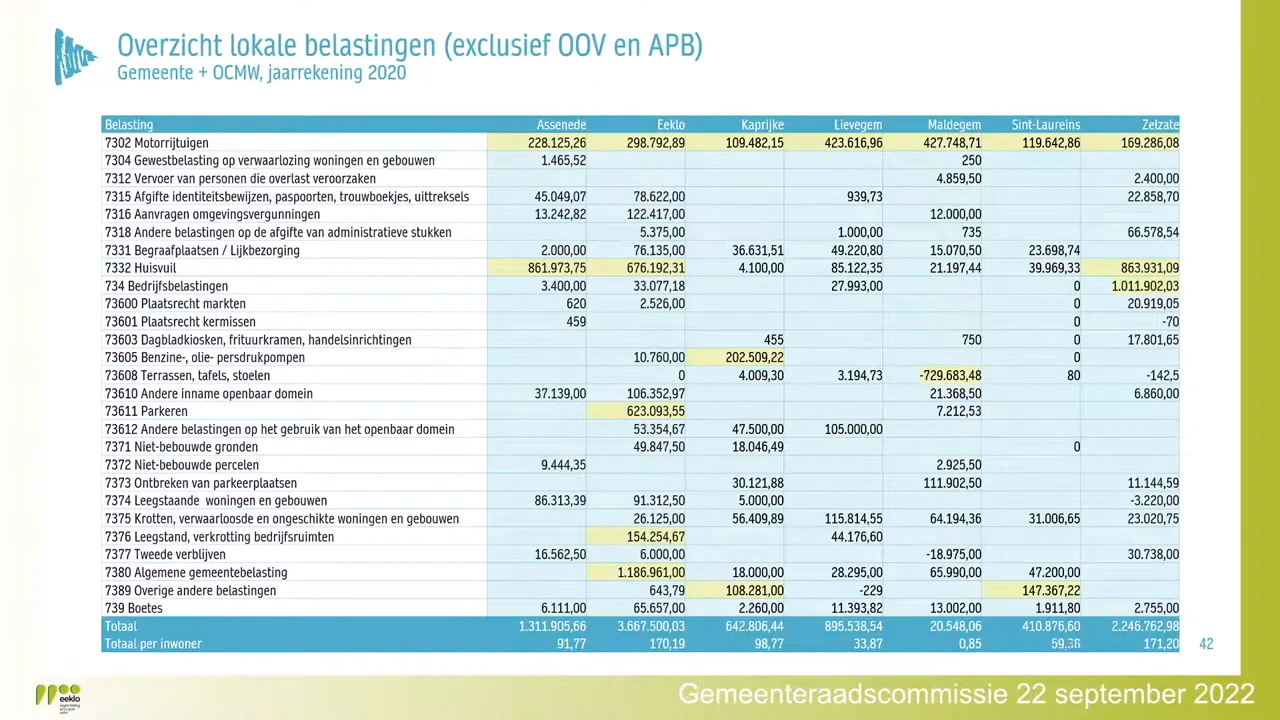 Overzicht lokale belastingen (exclusief OOV en APB)
Gemeente + OCMW, jaarrekening 2020
Belasting Assenede Eeklo Kaprijke Lievegem Maldegem Sint-Laureins Zelzate
7302 Motorrijtuigen 228.125,26 298.792,89 109.482,15 423.616,96 427.748,71 119.642,86 169.286,08
7304 Gewestbelasting op verwaarlozing woningen en gebouwen 1.465,52 250
7312 Vervoer van personen die overlast veroorzaken 4.859,50 2.400,00
7315 Afgifte identiteitsbewijzen, paspoorten, trouwboekjes, uittreksels 45.049,07 78.622,00 939,73 22.858,70
7316 Aanvragen omgevingsvergunningen 13.242,82 122.417,00 12.000,00
7318 Andere belastingen op de afgifte van administratieve stukken 5.375,00 1.000,00 735 66.578,54
7331 Begraafplaatsen / Lijkbezorging 2.000,00 76.135,00 36.631,51 49.220,80 15.070,50 23.698,74
7332 Huisvuil 861.973,75 676.192,31 4.100,00 85.122,35 21.197,44 39.969,33 863.931,09
734 Bedrijfsbelastingen 3.400,00 33.077,18 27.993,00 0 1.011.902,03
73600 Plaatsrecht markten 620 2.526,00 0 20.919,05
73601 Plaatsrecht kermissen 459 0 -70
73603 Dagbladkiosken, frituurkramen, handelsinrichtingen 455 750 0 17.801,65
73605 Benzine-, olie- persdrukpompen 10.760,00 202.509,22 0
73608 Terrassen, tafels, stoelen 0 4.009,30 3.194,73 -729.683,48 80 -142,5
73610 Andere inname openbaar domein 37.139,00 106.352,97 21.368,50 6.860,00
73611 Parkeren 623.093,55 7.212,53
73612 Andere belastingen op het gebruik van het openbaar domein 53.354,67 47.500,00 105.000,00
7371 Niet-bebouwde gronden 49.847,50 18.046,49 0
7372 Niet-bebouwde percelen 9.444,35 2.925,50
7373 Ontbreken van parkeerplaatsen 30.121,88 111.902,50 11.144,59
7374 Leegstaande woningen en gebouwen 86.313,39 91.312,50 5.000,00 -3.220,00
7375 Krotten, verwaarloosde en ongeschikte woningen en gebouwen 26.125,00 56.409,89 115.814,55 64.194,36 31.006,65 23.020,75
7376 Leegstand, verkrotting bedrijfsruimten 154.254,67 44.176,60
7377 Tweede verblijven 16.562,50 6.000,00 -18.975,00 30.738,00
7380 Algemene gemeentebelasting 1.186.961,00 18.000,00 28.295,00 65.990,00 47.200,00
7389 Overige andere belastingen 643,79 108.281,00 -229 147.367,22
739 Boetes 6.111,00 65.657,00 2.260,00 11.393,82 13.002,00 1.911,80 2.755,00
Totaal 1.311.905,66 3.667.500,03 642.806,44 895.538,54 20.548,06 410.876,60 2.246.762,98
Totaal per inwoner 91,77 170,19 98,77 33,87 0,85 59,38 171,20
42
eeklo
Gemeenteraadscommissie 22 september 2022